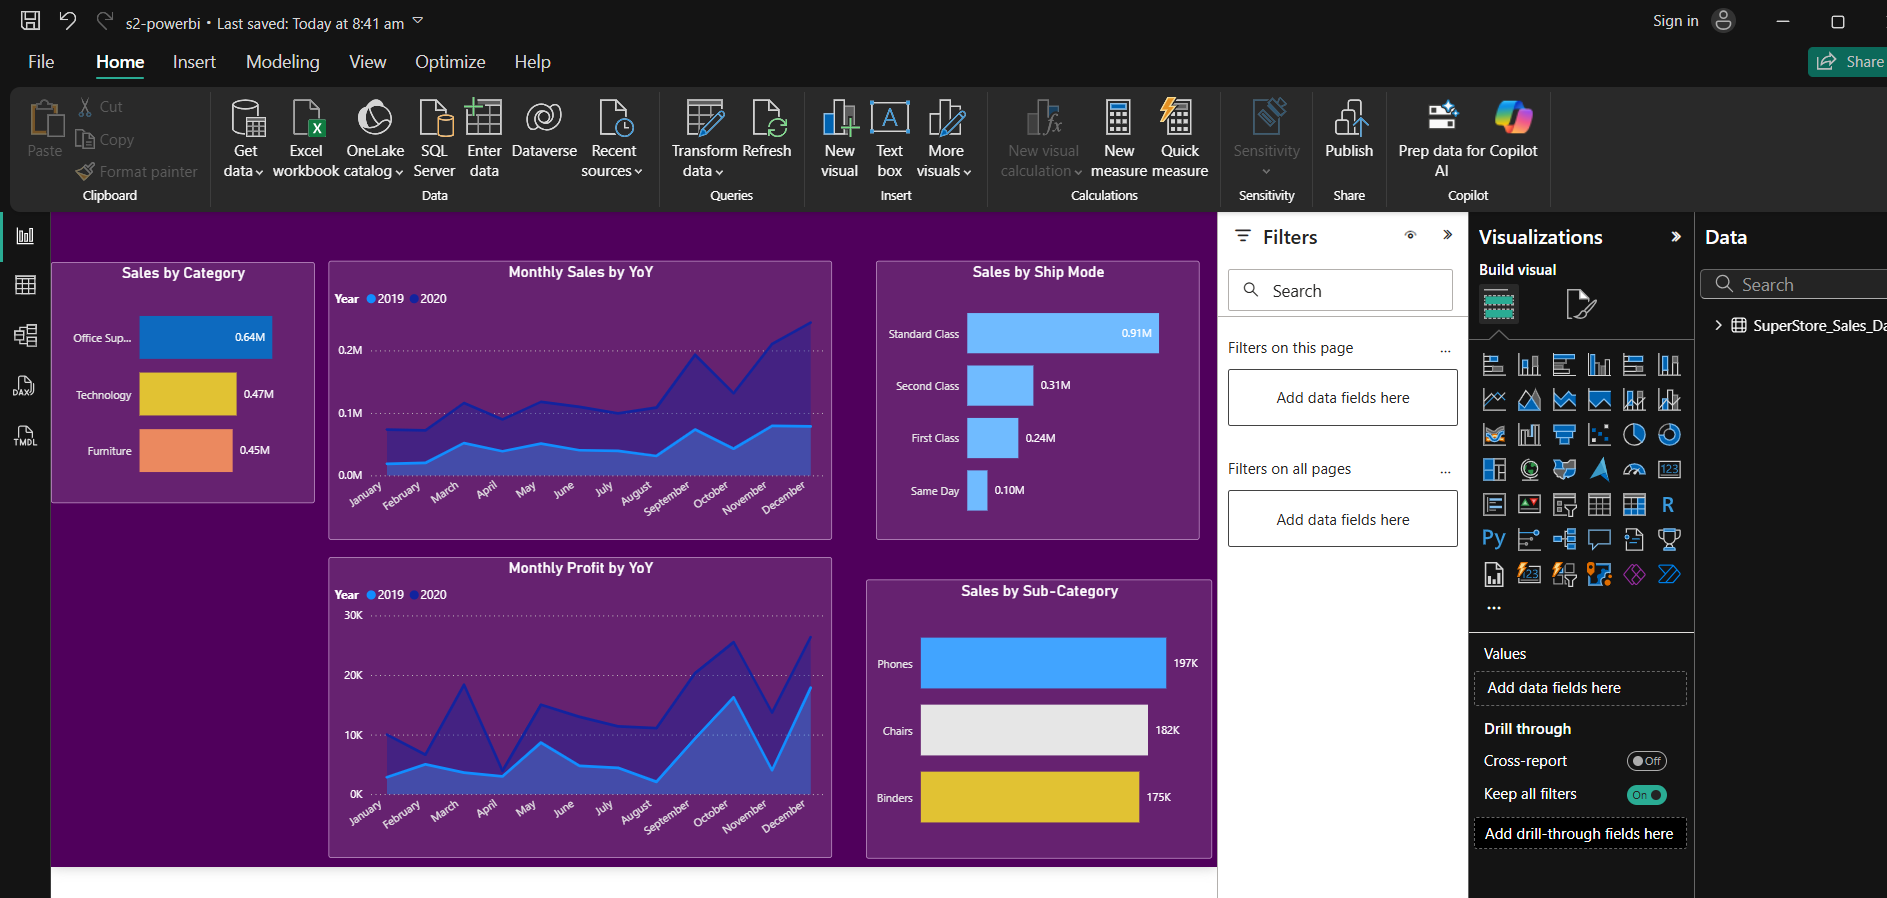 s2-powerbi • Last saved: Today at 8:41 am
Sign in
File Home Insert Modeling View Optimize Help
Share
Paste
Cut
Copy
Format painter
Clipboard
Get data
Excel workbook
OneLake catalog
SQL Server
Enter data
Dataverse
Recent sources
Data
Transform data
Refresh
Queries
New visual
Text box
More visuals
Insert
New visual calculation
New measure
Quick measure
Calculations
Sensitivity
Sensitivity
Publish
Share
Prep data for AI
Copilot
Copilot
DAX
TMDL
Sales by Category
Office Sup... 0.64M
Technology 0.47M
Furniture 0.45M
Monthly Sales by YoY
Year 2019 2020
0.2M
0.1M
0.0M
January February March April May June July August September October November December
Sales by Ship Mode
Standard Class 0.91M
Second Class 0.31M
First Class 0.24M
Same Day 0.10M
Monthly Profit by YoY
Year 2019 2020
30K
20K
10K
0K
January February March April May June July August September October November December
Sales by Sub-Category
Phones 197K
Chairs 182K
Binders 175K
Filters
Search
Filters on this page ...
Add data fields here
Filters on all pages ...
Add data fields here
Visualizations
Build visual
123
R
Py
123
...
Values
Add data fields here
Drill through
Cross-report Off
Keep all filters On
Add drill-through fields here
Data
Search
SuperStore_Sales_Da